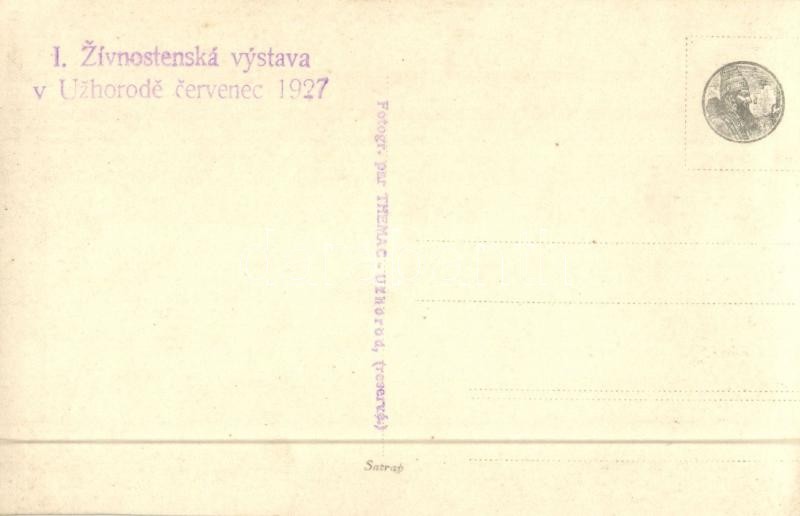 I. Živnostenská výstava
v Užhorodě červenec 1927
Fotogr. par THEMAC - Užhorod, (reservé.)
Satrap